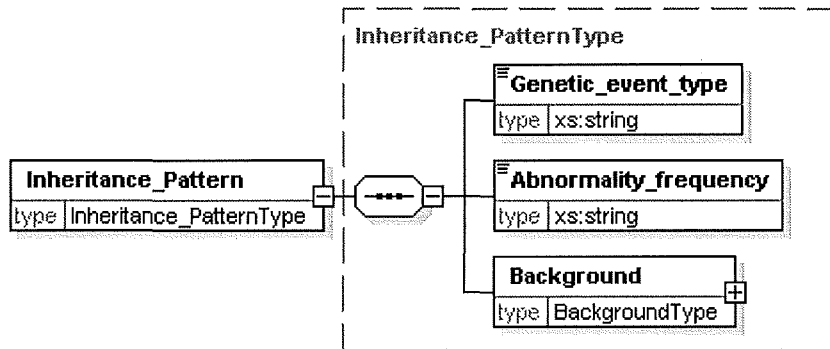 Inheritance_PatternType
Genetic_event_type
type xs:string
Inheritance_Pattern
type Inheritance_PatternType
Abnormality_frequency
type xs:string
Background
type BackgroundType